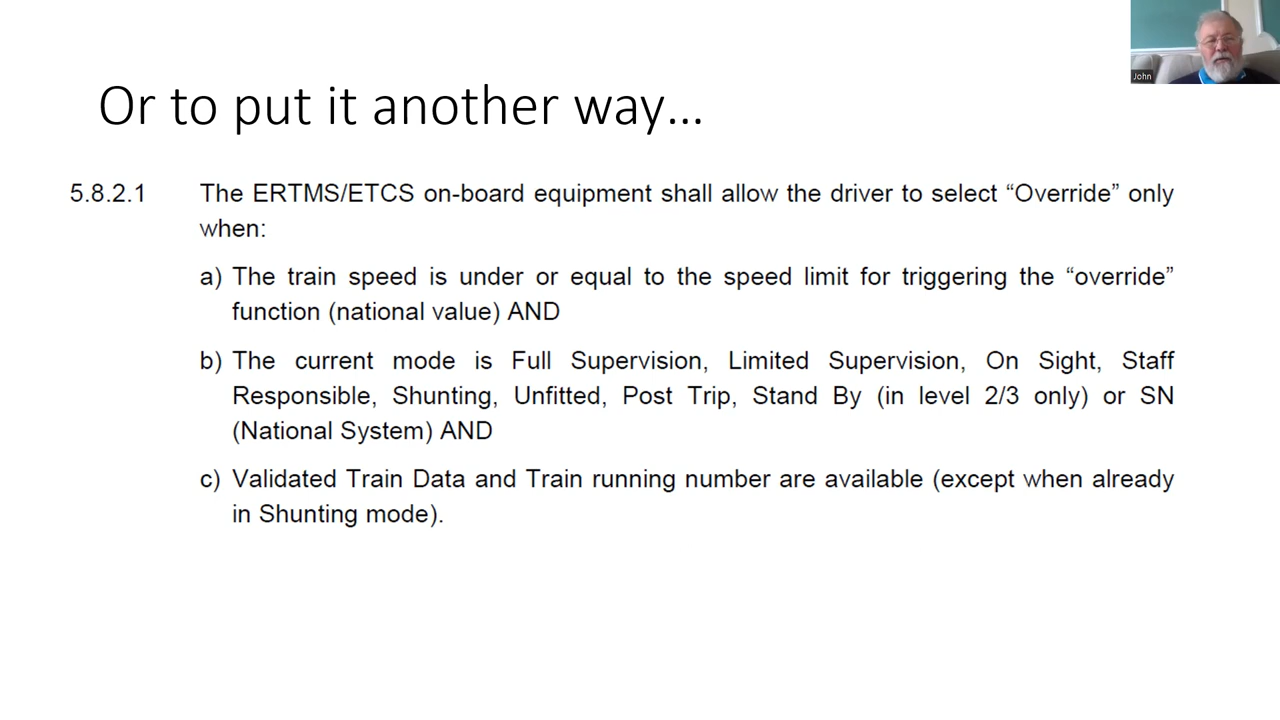 John
Or to put it another way...
5.8.2.1 The ERTMS/ETCS on-board equipment shall allow the driver to select “Override” only
when:
a) The train speed is under or equal to the speed limit for triggering the “override”
function (national value) AND
b) The current mode is Full Supervision, Limited Supervision, On Sight, Staff
Responsible, Shunting, Unfitted, Post Trip, Stand By (in level 2/3 only) or SN
(National System) AND
c) Validated Train Data and Train running number are available (except when already
in Shunting mode).